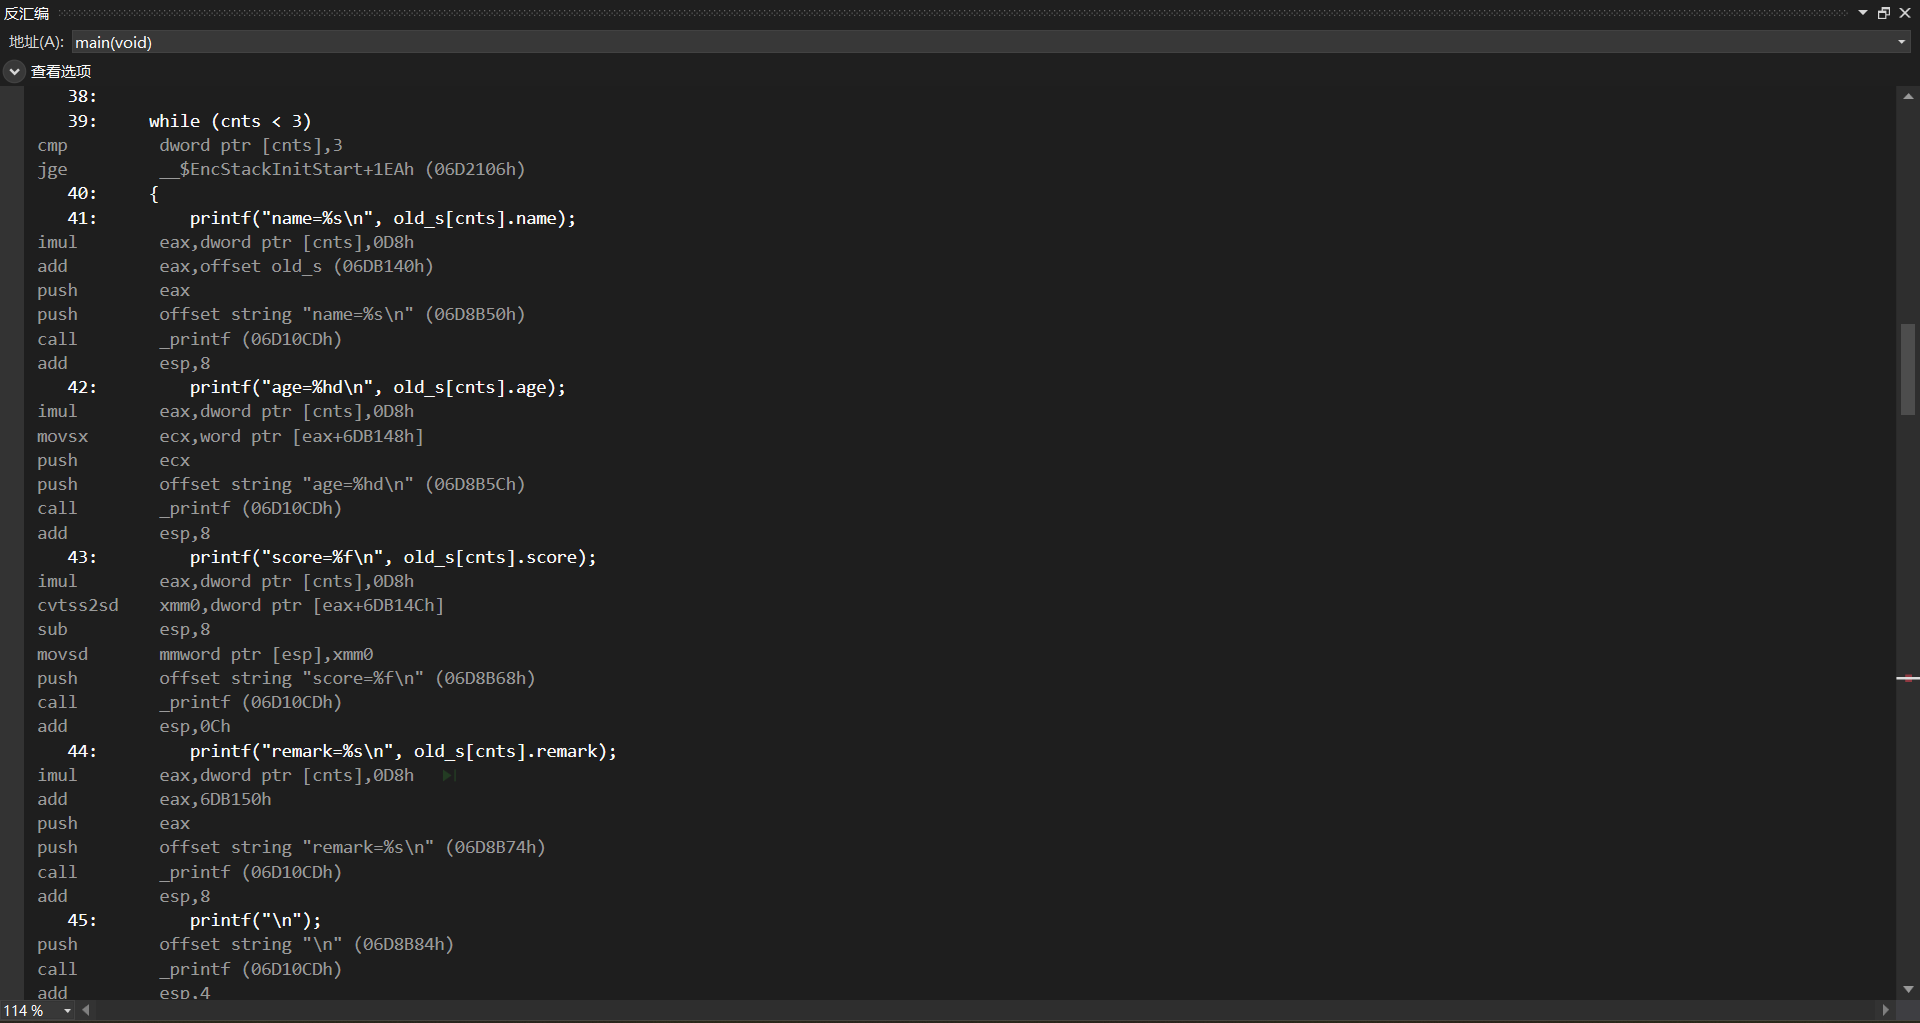 反汇编
地址(A): main(void)
查看选项
38:
39: while (cnts < 3)
cmp dword ptr [cnts],3
jge __$EncStackInitStart+1EAh (06D2106h)
40: {
41: printf("name=%s\n", old_s[cnts].name);
imul eax,dword ptr [cnts],0D8h
add eax,offset old_s (06DB140h)
push eax
push offset string "name=%s\n" (06D8B50h)
call _printf (06D10CDh)
add esp,8
42: printf("age=%hd\n", old_s[cnts].age);
imul eax,dword ptr [cnts],0D8h
movsx ecx,word ptr [eax+6DB148h]
push ecx
push offset string "age=%hd\n" (06D8B5Ch)
call _printf (06D10CDh)
add esp,8
43: printf("score=%f\n", old_s[cnts].score);
imul eax,dword ptr [cnts],0D8h
cvtss2sd xmm0,dword ptr [eax+6DB14Ch]
sub esp,8
movsd mmword ptr [esp],xmm0
push offset string "score=%f\n" (06D8B68h)
call _printf (06D10CDh)
add esp,0Ch
44: printf("remark=%s\n", old_s[cnts].remark);
imul eax,dword ptr [cnts],0D8h
add eax,6DB150h
push eax
push offset string "remark=%s\n" (06D8B74h)
call _printf (06D10CDh)
add esp,8
45: printf("\n");
push offset string "\n" (06D8B84h)
call _printf (06D10CDh)
add esp,4
114 %